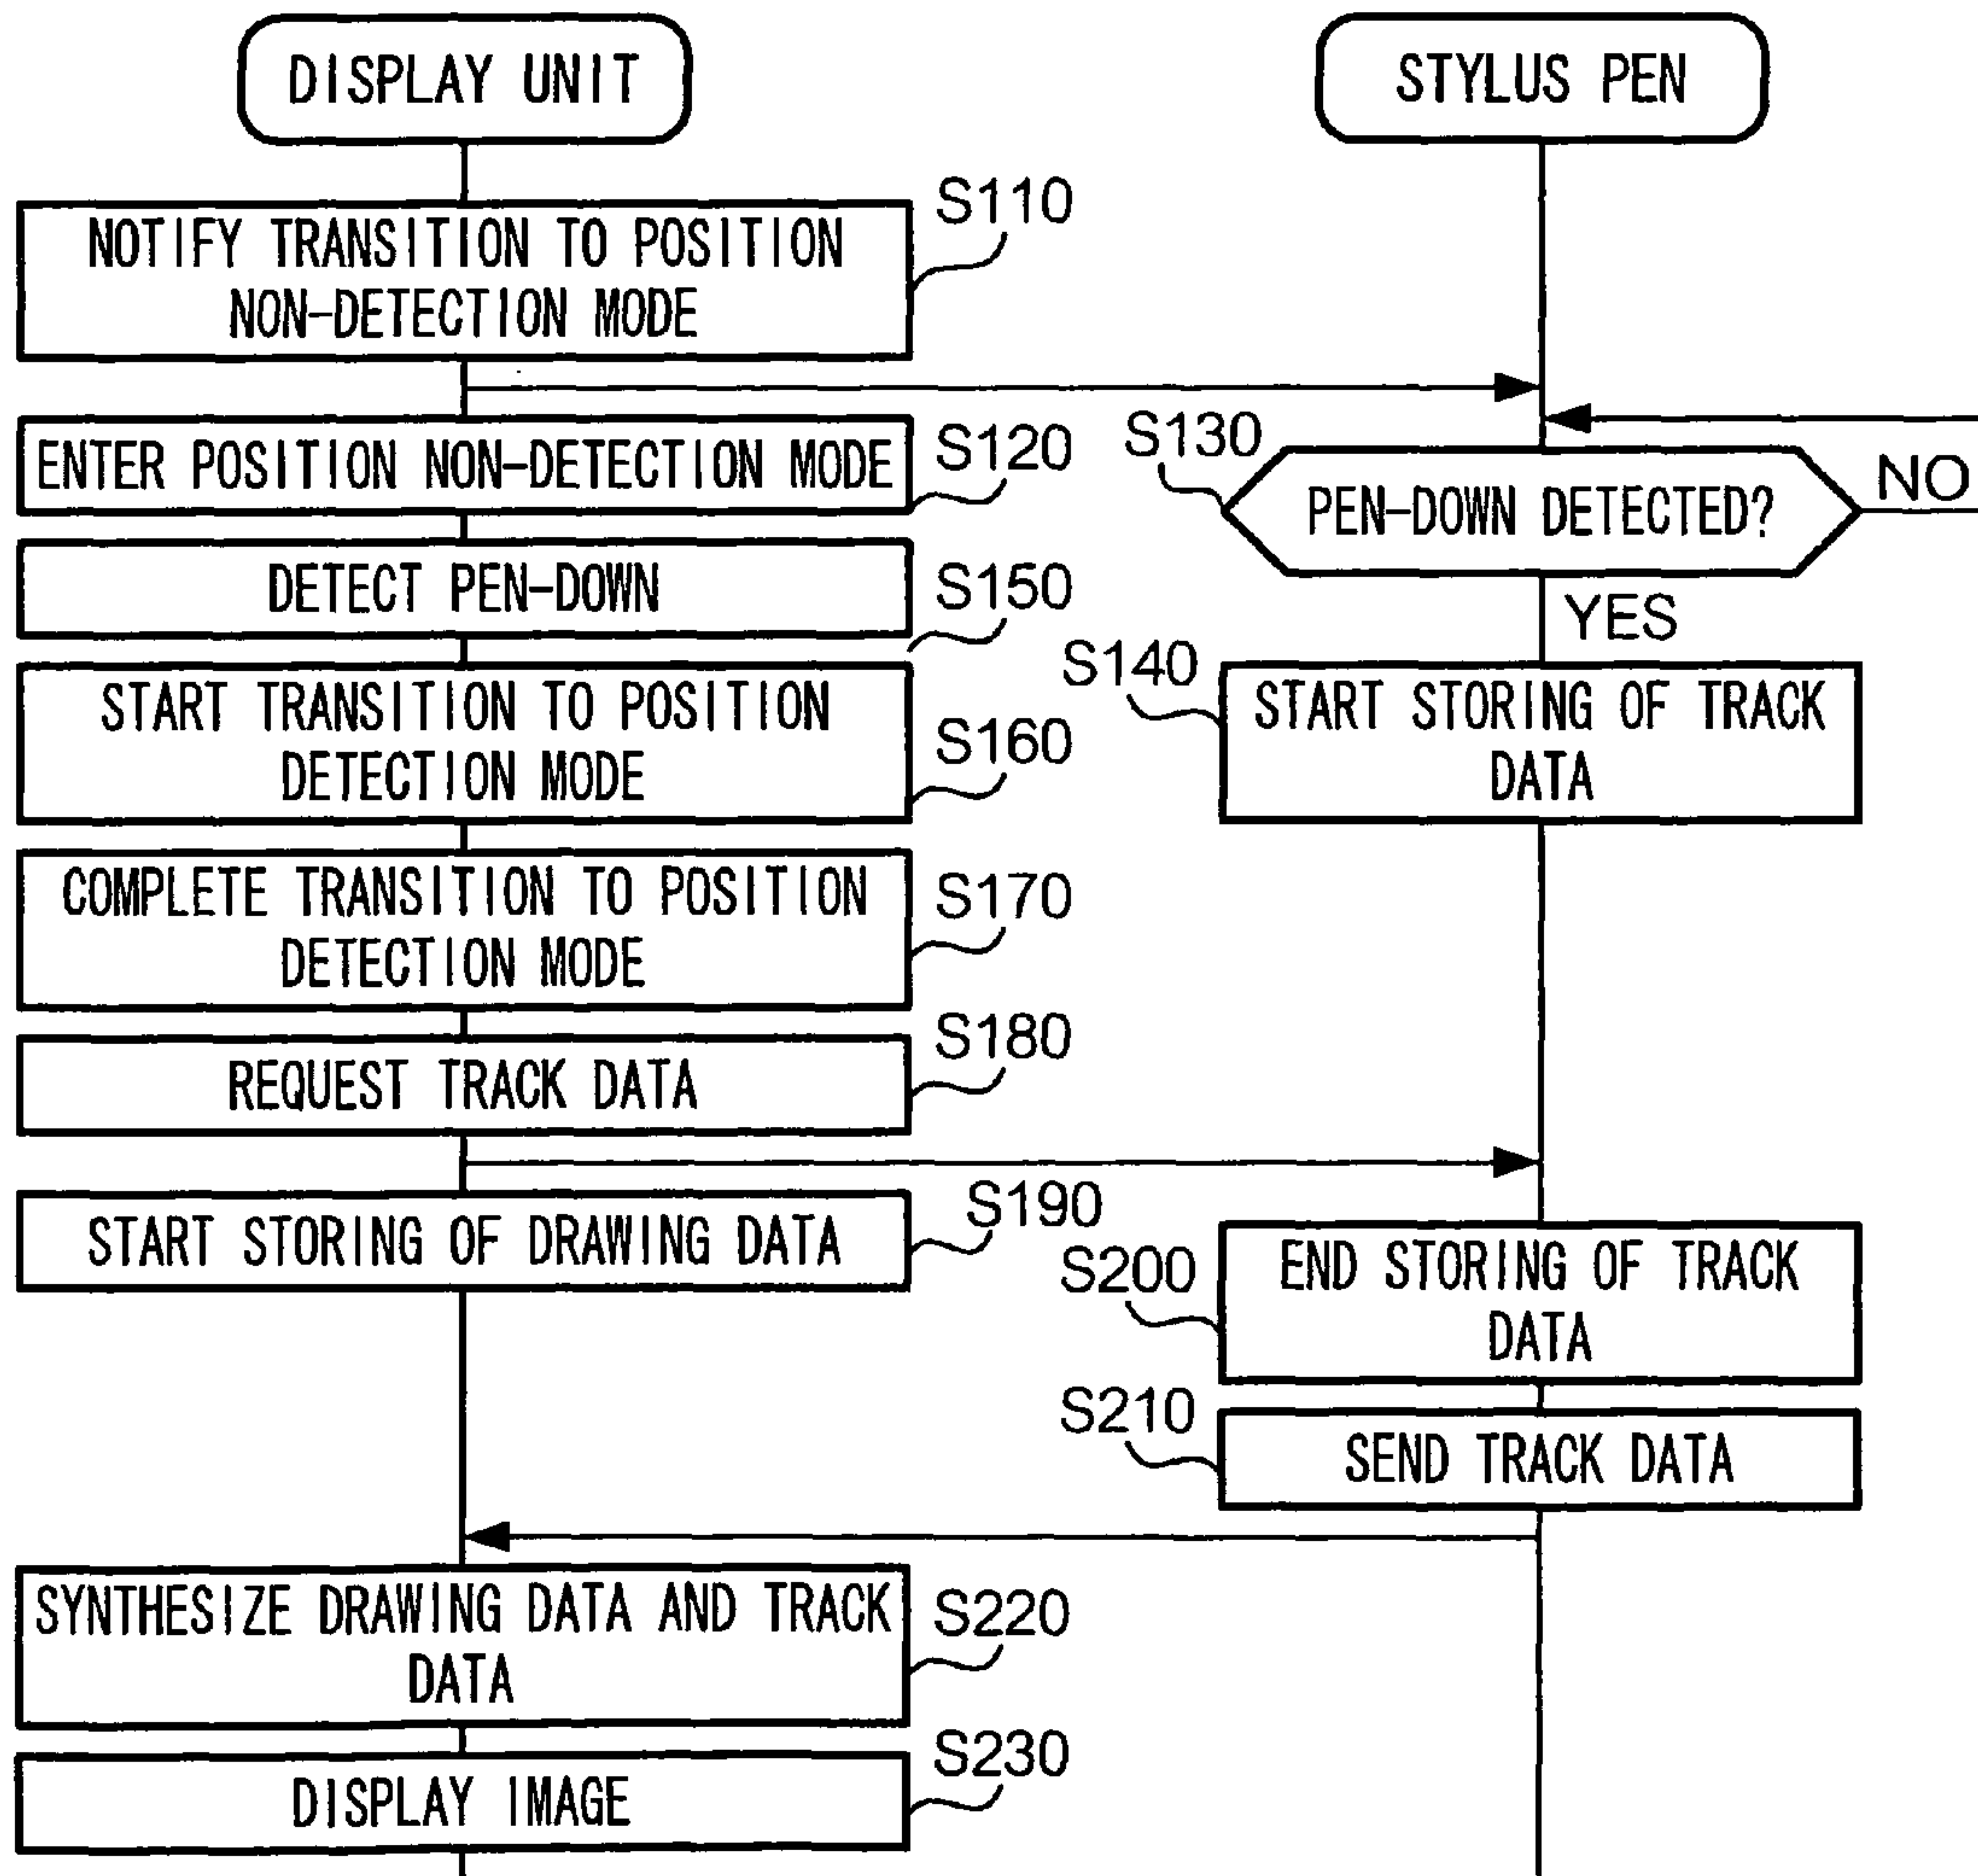 DISPLAY UNIT
STYLUS PEN
S110
NOTIFY TRANSITION TO POSITION
NON-DETECTION MODE
S120
ENTER POSITION NON-DETECTION MODE
S130
PEN-DOWN DETECTED?
NO
YES
DETECT PEN-DOWN
S150
START TRANSITION TO POSITION
DETECTION MODE
S160
S140
START STORING OF TRACK
DATA
COMPLETE TRANSITION TO POSITION
DETECTION MODE
S170
REQUEST TRACK DATA
S180
START STORING OF DRAWING DATA
S190
S200
END STORING OF TRACK
DATA
S210
SEND TRACK DATA
SYNTHESIZE DRAWING DATA AND TRACK
DATA
S220
DISPLAY IMAGE
S230